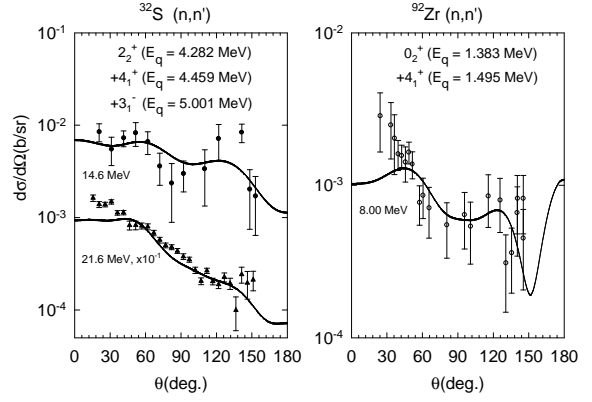 ³²S (n,n')
2₂⁺ (E_q = 4.282 MeV)
+4₁⁺ (E_q = 4.459 MeV)
+3₁⁻ (E_q = 5.001 MeV)
14.6 MeV
21.6 MeV, x10⁻¹
10⁻¹
10⁻²
10⁻³
10⁻⁴
dσ/dΩ(b/sr)
0 30 60 90 120 150 180
θ(deg.)
⁹²Zr (n,n')
0₂⁺ (E_q = 1.383 MeV)
+4₁⁺ (E_q = 1.495 MeV)
8.00 MeV
10⁻²
10⁻³
10⁻⁴
0 30 60 90 120 150 180
θ(deg.)